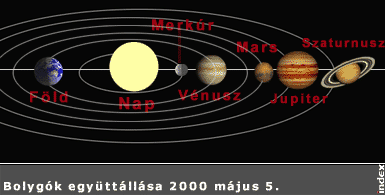 Merkúr
Mars
Szaturnusz
Föld
Nap
Vénusz
Jupiter
Bolygók együttállása 2000 május 5.
index